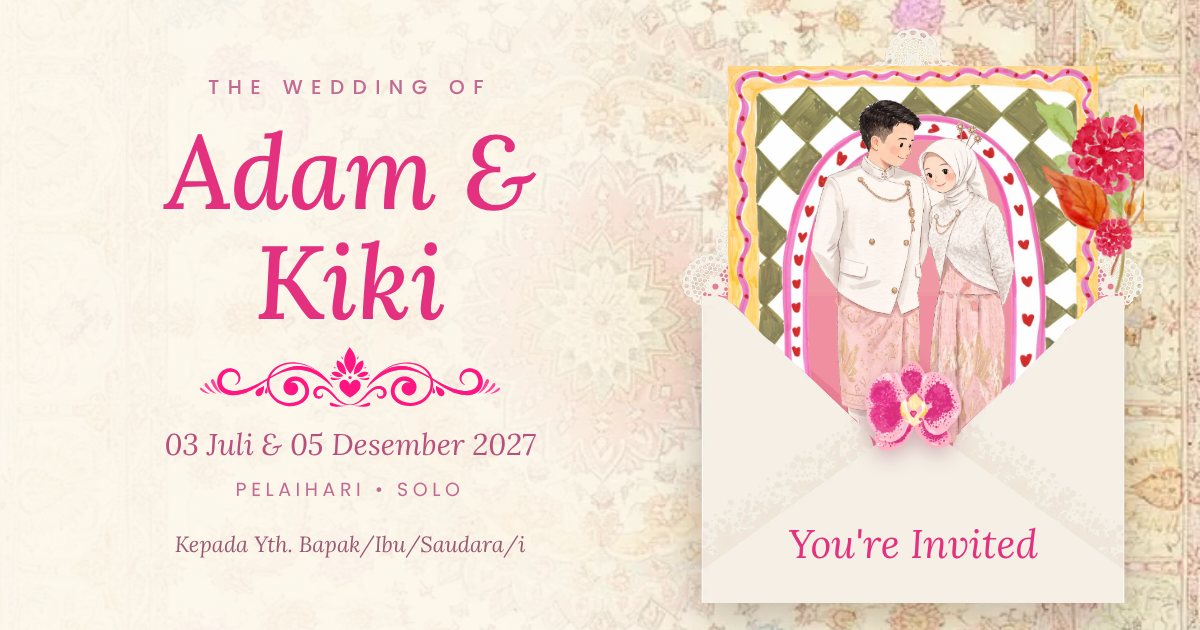 THE WEDDING OF
Adam &
Kiki
03 Juli & 05 Desember 2027
PELAIHARI • SOLO
Kepada Yth. Bapak/Ibu/Saudara/i
You're Invited